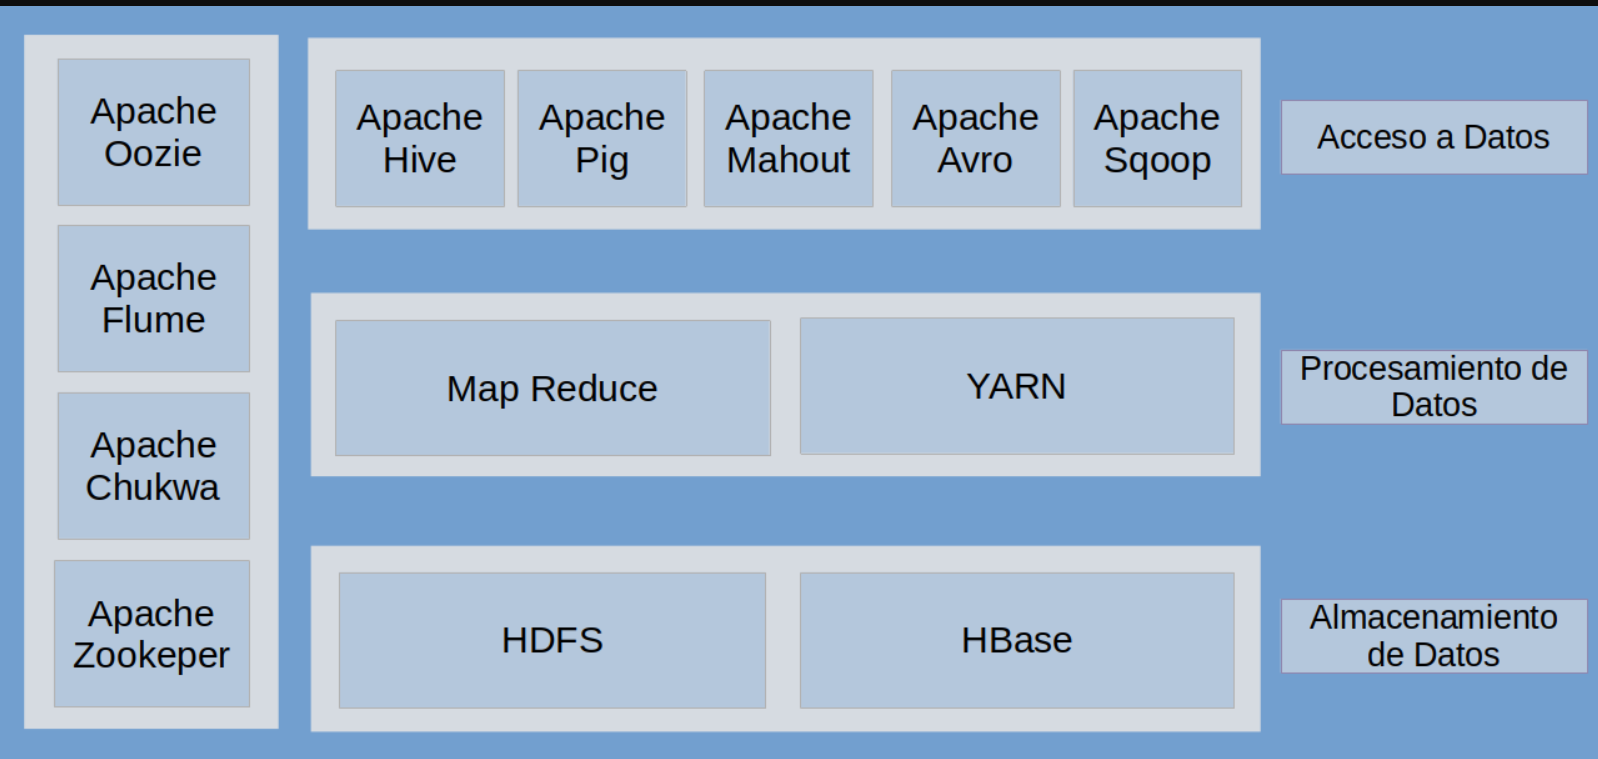 Apache
Oozie
Apache
Flume
Apache
Chukwa
Apache
Zookeper
Apache
Hive
Apache
Pig
Apache
Mahout
Apache
Avro
Apache
Sqoop
Acceso a Datos
Map Reduce
YARN
Procesamiento de
Datos
HDFS
HBase
Almacenamiento
de Datos